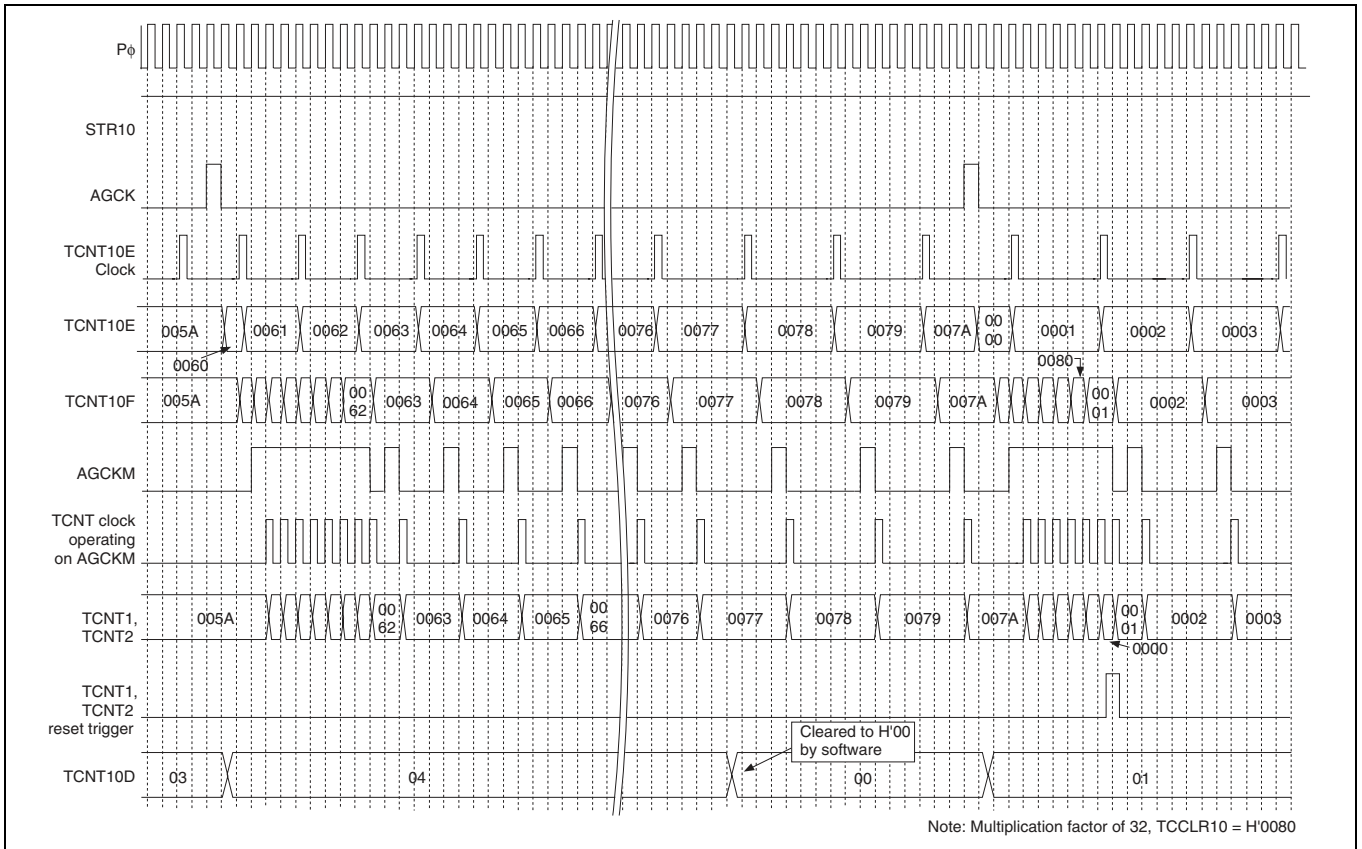 Pϕ
STR10
AGCK
TCNT10E
Clock
TCNT10E
005A 0061 0062 0063 0064 0065 0066 0076 0077 0078 0079 007A 00 00 0001 0002 0003
0060
0080
TCNT10F
005A 00 62 0063 0064 0065 0066 0076 0077 0078 0079 007A 00 01 0002 0003
AGCKM
TCNT clock
operating
on AGCKM
TCNT1,
TCNT2
005A 00 62 0063 0064 0065 00 66 0076 0077 0078 0079 007A 00 01 0002 0003
0000
TCNT1,
TCNT2
reset trigger
Cleared to H'00
by software
TCNT10D
03 04 00 01
Note: Multiplication factor of 32, TCCLR10 = H'0080